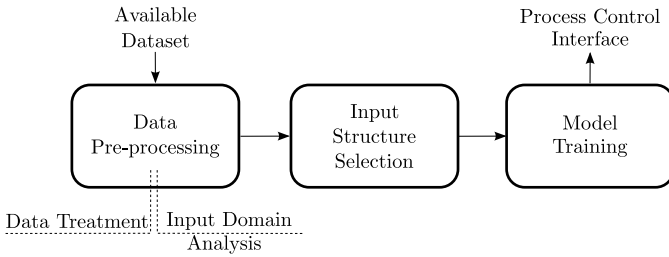 Available
Dataset
Process Control
Interface
Data
Pre-processing
Input
Structure
Selection
Model
Training
Data Treatment
Input Domain
Analysis